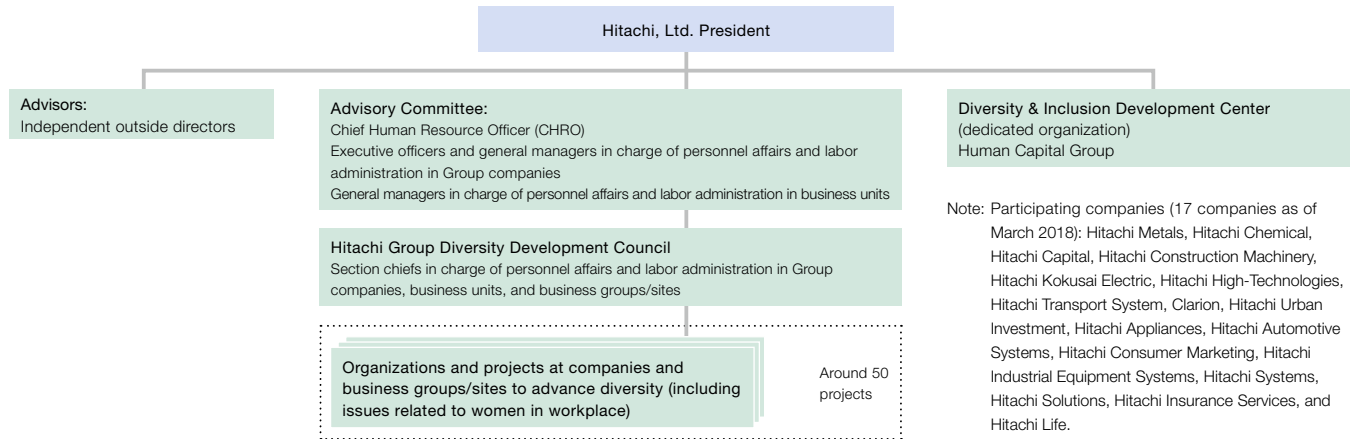 Hitachi, Ltd. President
Advisors:
Independent outside directors
Advisory Committee:
Chief Human Resource Officer (CHRO)
Executive officers and general managers in charge of personnel affairs and labor
administration in Group companies
General managers in charge of personnel affairs and labor administration in business units
Diversity & Inclusion Development Center
(dedicated organization)
Human Capital Group
Hitachi Group Diversity Development Council
Section chiefs in charge of personnel affairs and labor administration in Group
companies, business units, and business groups/sites
Organizations and projects at companies and
business groups/sites to advance diversity (including
issues related to women in workplace)
Around 50
projects
Note: Participating companies (17 companies as of
March 2018): Hitachi Metals, Hitachi Chemical,
Hitachi Capital, Hitachi Construction Machinery,
Hitachi Kokusai Electric, Hitachi High-Technologies,
Hitachi Transport System, Clarion, Hitachi Urban
Investment, Hitachi Appliances, Hitachi Automotive
Systems, Hitachi Consumer Marketing, Hitachi
Industrial Equipment Systems, Hitachi Systems,
Hitachi Solutions, Hitachi Insurance Services, and
Hitachi Life.